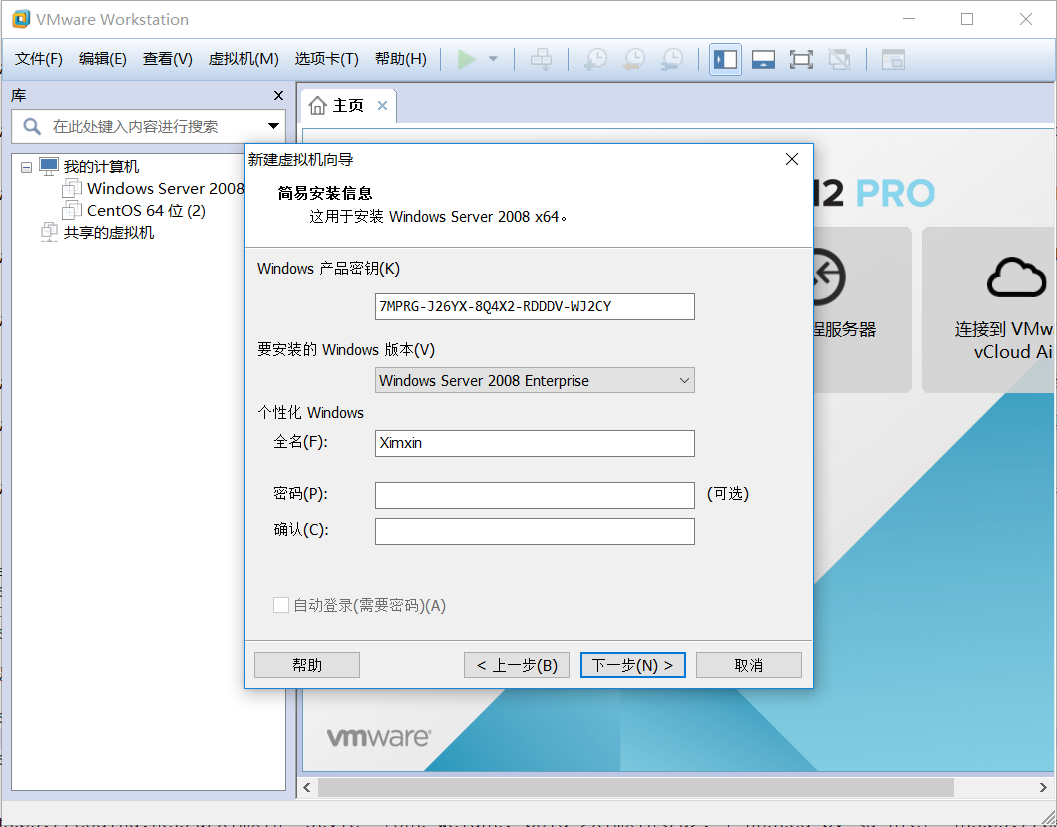 VMware Workstation
文件(F) 编辑(E) 查看(V) 虚拟机(M) 选项卡(T) 帮助(H)
库
主页
在此处键入内容进行搜索
我的计算机
Windows Server 2008
CentOS 64 位 (2)
共享的虚拟机
12 PRO
程服务器
连接到 VMw
vCloud Ai
新建虚拟机向导
简易安装信息
这用于安装 Windows Server 2008 x64。
Windows 产品密钥(K)
7MPRG-J26YX-8Q4X2-RDDDV-WJ2CY
要安装的 Windows 版本(V)
Windows Server 2008 Enterprise
个性化 Windows
全名(F): Ximxin
密码(P): (可选)
确认(C):
自动登录(需要密码)(A)
帮助 < 上一步(B) 下一步(N) > 取消
vmware